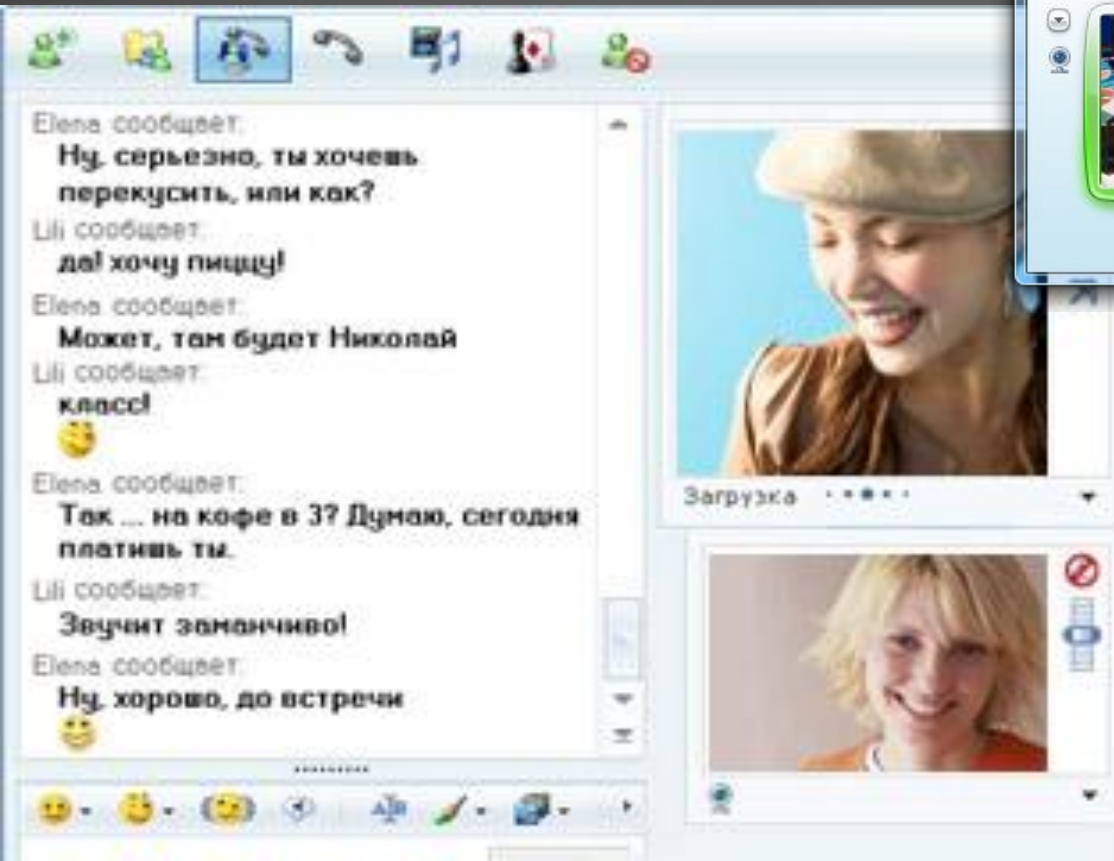 Elena сообщает:
Ну, серьезно, ты хочешь
перекусить, или как?
Lili сообщает:
да! хочу пиццу!
Elena сообщает:
Может, там будет Николай
Lili сообщает:
класс!
Elena сообщает:
Так ... на кофе в 3? Думаю, сегодня
платишь ты.
Lili сообщает:
Звучит заманчиво!
Elena сообщает:
Ну, хорошо, до встречи
Загрузка